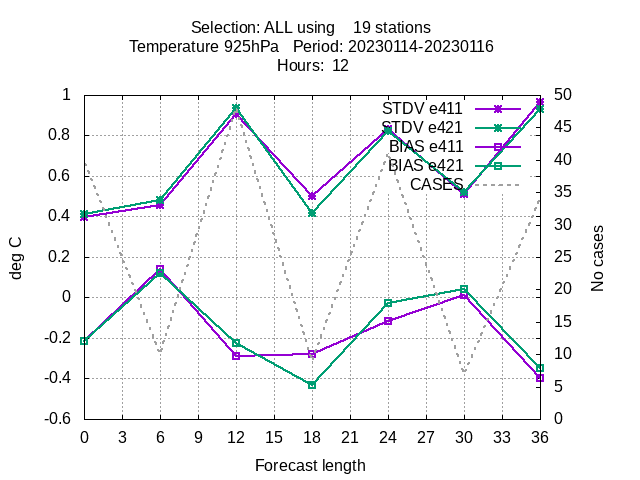 Selection: ALL using    19 stations
Temperature 925hPa   Period: 20230114-20230116
Hours:  12
1
0.8
0.6
0.4
0.2
0
-0.2
-0.4
-0.6
deg C
50
45
40
35
30
25
20
15
10
5
0
No cases
STDV e411
STDV e421
BIAS e411
BIAS e421
CASES
0 3 6 9 12 15 18 21 24 27 30 33 36
Forecast length